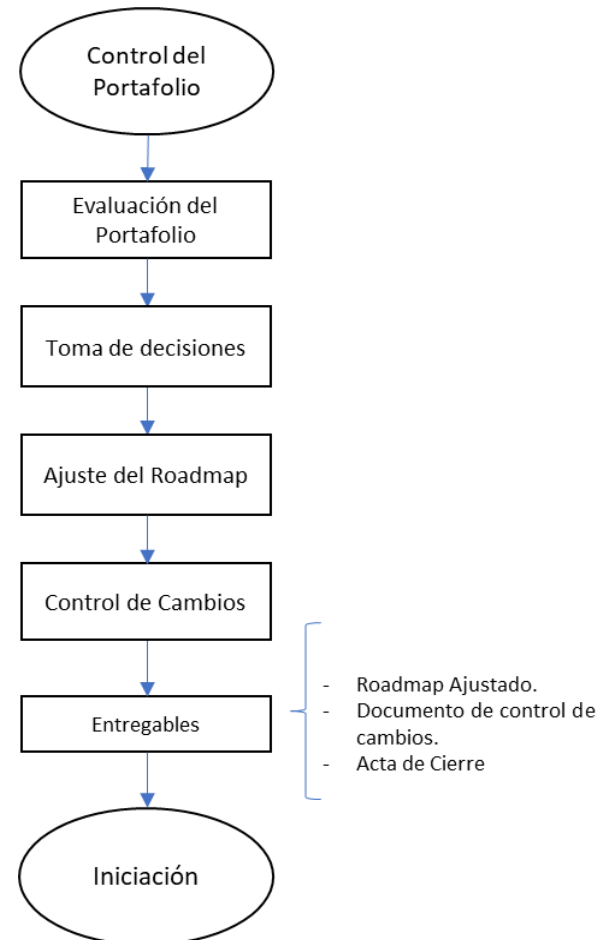 Control del
Portafolio
Evaluación del
Portafolio
Toma de decisiones
Ajuste del Roadmap
Control de Cambios
Entregables
- Roadmap Ajustado.
- Documento de control de
cambios.
- Acta de Cierre
Iniciación